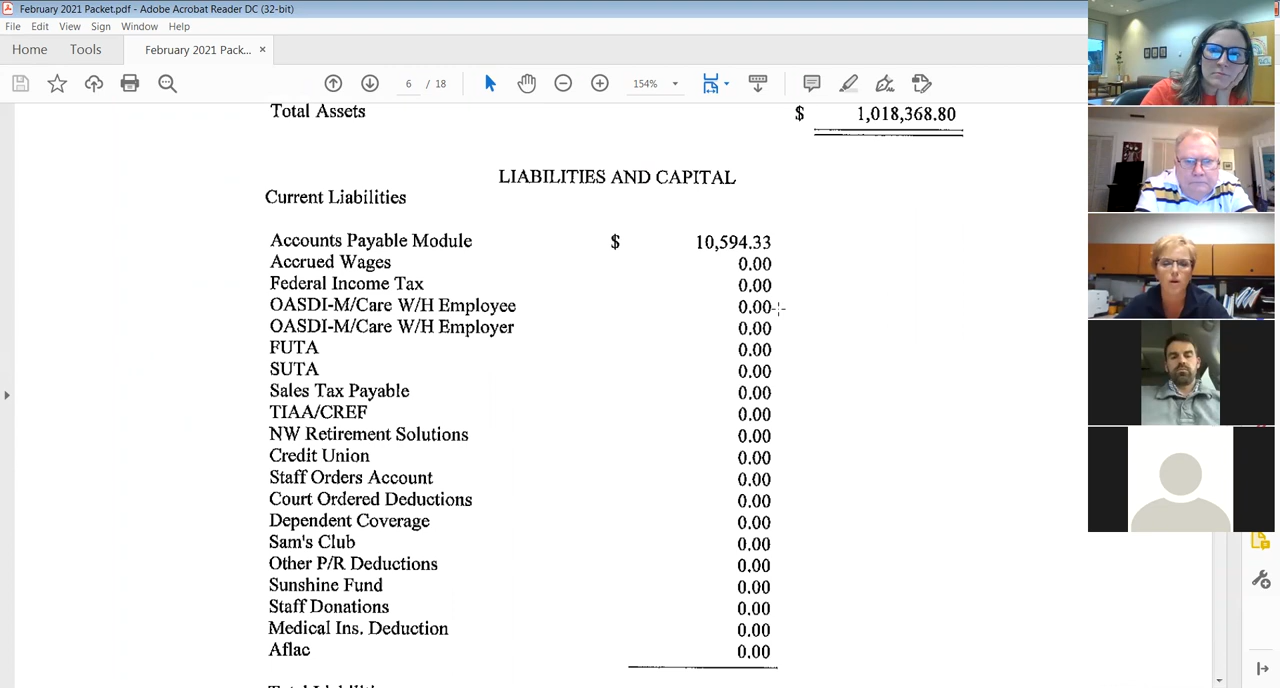 February 2021 Packet.pdf - Adobe Acrobat Reader DC (32-bit)
File Edit View Sign Window Help
Home Tools February 2021 Pack... ×
6 / 18 154%
Total Assets $ 1,018,368.80
LIABILITIES AND CAPITAL
Current Liabilities
Accounts Payable Module $ 10,594.33
Accrued Wages 0.00
Federal Income Tax 0.00
OASDI-M/Care W/H Employee 0.00
OASDI-M/Care W/H Employer 0.00
FUTA 0.00
SUTA 0.00
Sales Tax Payable 0.00
TIAA/CREF 0.00
NW Retirement Solutions 0.00
Credit Union 0.00
Staff Orders Account 0.00
Court Ordered Deductions 0.00
Dependent Coverage 0.00
Sam's Club 0.00
Other P/R Deductions 0.00
Sunshine Fund 0.00
Staff Donations 0.00
Medical Ins. Deduction 0.00
Aflac 0.00